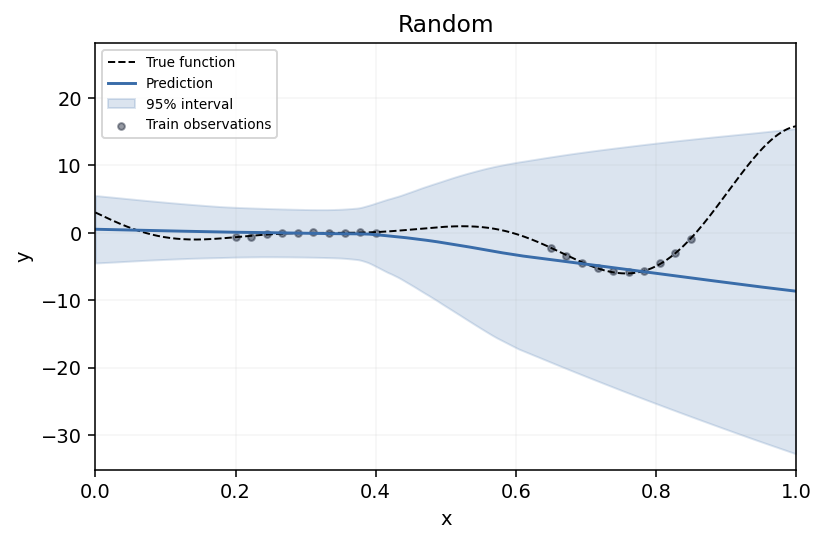 Random
True function
Prediction
95% interval
Train observations
20
10
0
−10
−20
−30
y
0.0 0.2 0.4 0.6 0.8 1.0
x